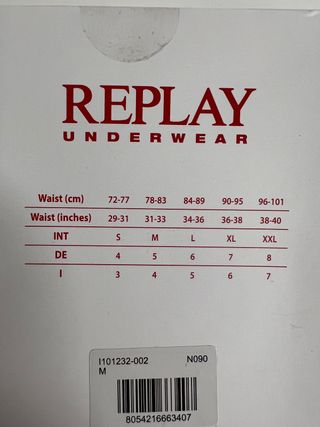 REPLAY
UNDERWEAR
Waist (cm) 72-77 78-83 84-89 90-95 96-101
Waist (inches) 29-31 31-33 34-36 36-38 38-40
INT S M L XL XXL
DE 4 5 6 7 8
I 3 4 5 6 7
I101232-002 N090
M
8054216663407